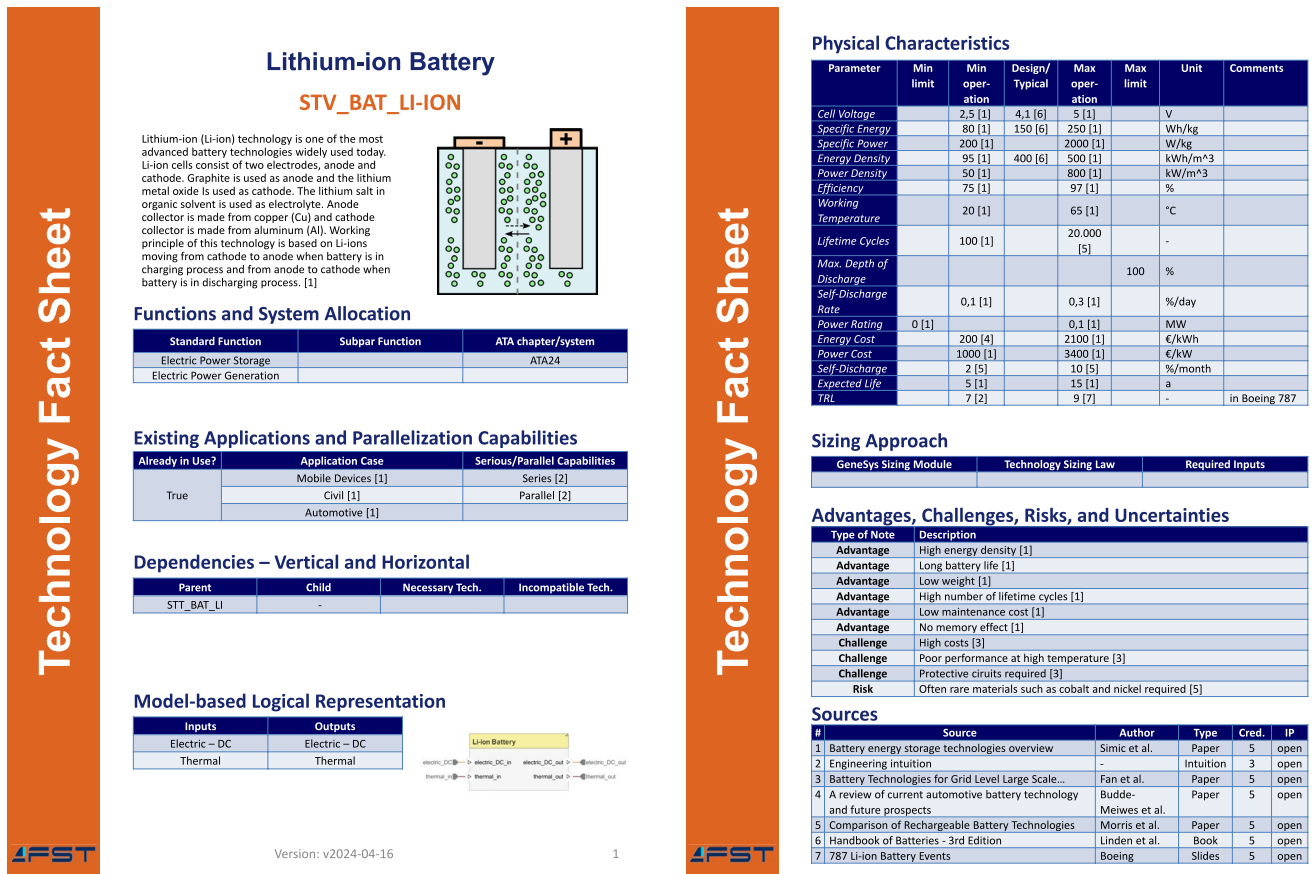 Technology Fact Sheet
AFST
Lithium-ion Battery
STV_BAT_LI-ION
Lithium-ion (Li-ion) technology is one of the most
advanced battery technologies widely used today.
Li-ion cells consist of two electrodes, anode and
cathode. Graphite is used as anode and the lithium
metal oxide Is used as cathode. The lithium salt in
organic solvent is used as electrolyte. Anode
collector is made from copper (Cu) and cathode
collector is made from aluminum (Al). Working
principle of this technology is based on Li-ions
moving from cathode to anode when battery is in
charging process and from anode to cathode when
battery is in discharging process. [1]
- +
Functions and System Allocation
Standard Function Subpar Function ATA chapter/system
Electric Power Storage ATA24
Electric Power Generation
Existing Applications and Parallelization Capabilities
Already in Use? Application Case Serious/Parallel Capabilities
True
Mobile Devices [1] Series [2]
Civil [1] Parallel [2]
Automotive [1]
Dependencies – Vertical and Horizontal
Parent Child Necessary Tech. Incompatible Tech.
STT_BAT_LI -
Model-based Logical Representation
Inputs Outputs
Electric – DC Electric – DC
Thermal Thermal
Li-ion Battery
electric_DC electric_DC_in electric_DC_out electric_DC_out
thermal_in thermal_in thermal_out thermal_out
Version: v2024-04-16 1
Technology Fact Sheet
AFST
Physical Characteristics
Parameter Min limit Min oper-ation Design/ Typical Max oper-ation Max limit Unit Comments
Cell Voltage 2,5 [1] 4,1 [6] 5 [1] V
Specific Energy 80 [1] 150 [6] 250 [1] Wh/kg
Specific Power 200 [1] 2000 [1] W/kg
Energy Density 95 [1] 400 [6] 500 [1] kWh/m^3
Power Density 50 [1] 800 [1] kW/m^3
Efficiency 75 [1] 97 [1] %
Working Temperature 20 [1] 65 [1] °C
Lifetime Cycles 100 [1] 20.000 [5] -
Max. Depth of Discharge 100 %
Self-Discharge Rate 0,1 [1] 0,3 [1] %/day
Power Rating 0 [1] 0,1 [1] MW
Energy Cost 200 [4] 2100 [1] €/kWh
Power Cost 1000 [1] 3400 [1] €/kW
Self-Discharge 2 [5] 10 [5] %/month
Expected Life 5 [1] 15 [1] a
TRL 7 [2] 9 [7] - in Boeing 787
Sizing Approach
GeneSys Sizing Module Technology Sizing Law Required Inputs
Advantages, Challenges, Risks, and Uncertainties
Type of Note Description
Advantage High energy density [1]
Advantage Long battery life [1]
Advantage Low weight [1]
Advantage High number of lifetime cycles [1]
Advantage Low maintenance cost [1]
Advantage No memory effect [1]
Challenge High costs [3]
Challenge Poor performance at high temperature [3]
Challenge Protective ciruits required [3]
Risk Often rare materials such as cobalt and nickel required [5]
Sources
# Source Author Type Cred. IP
1 Battery energy storage technologies overview Simic et al. Paper 5 open
2 Engineering intuition - Intuition 3 open
3 Battery Technologies for Grid Level Large Scale… Fan et al. Paper 5 open
4 A review of current automotive battery technology and future prospects Budde-Meiwes et al. Paper 5 open
5 Comparison of Rechargeable Battery Technologies Morris et al. Paper 5 open
6 Handbook of Batteries - 3rd Edition Linden et al. Book 5 open
7 787 Li-ion Battery Events Boeing Slides 5 open